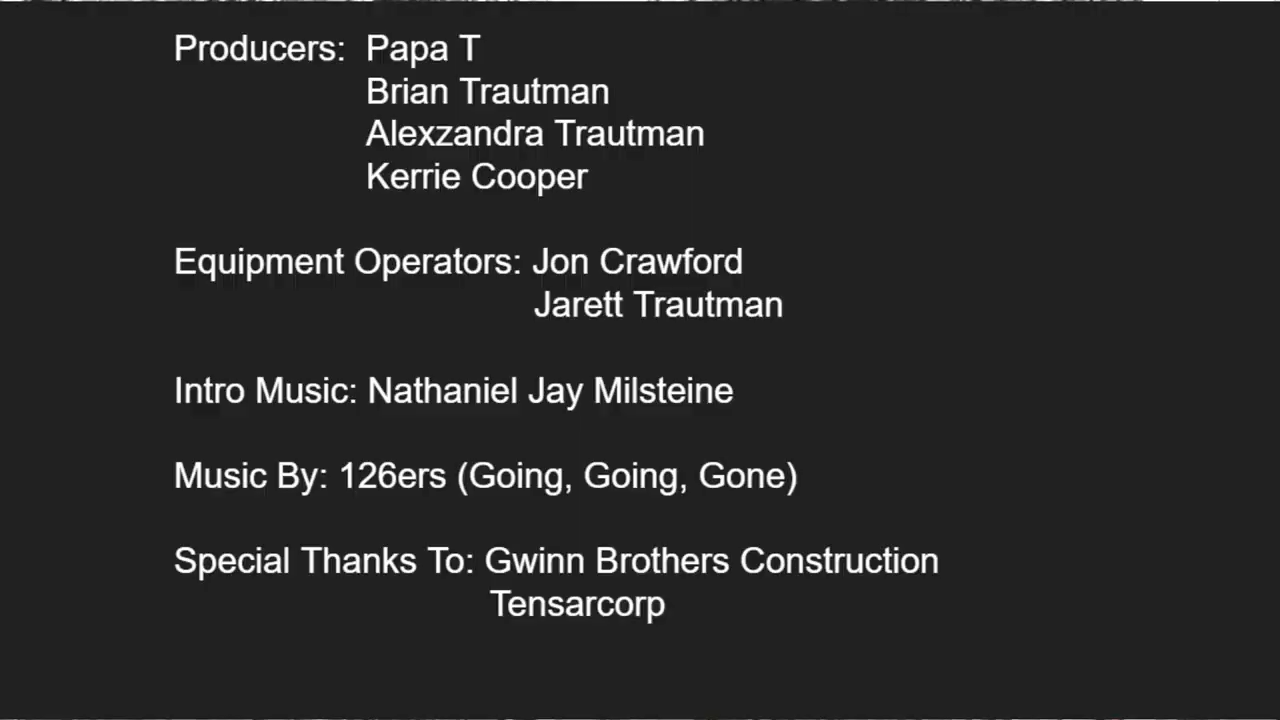 Producers: Papa T
Brian Trautman
Alexzandra Trautman
Kerrie Cooper
Equipment Operators: Jon Crawford
Jarett Trautman
Intro Music: Nathaniel Jay Milsteine
Music By: 126ers (Going, Going, Gone)
Special Thanks To: Gwinn Brothers Construction
Tensarcorp